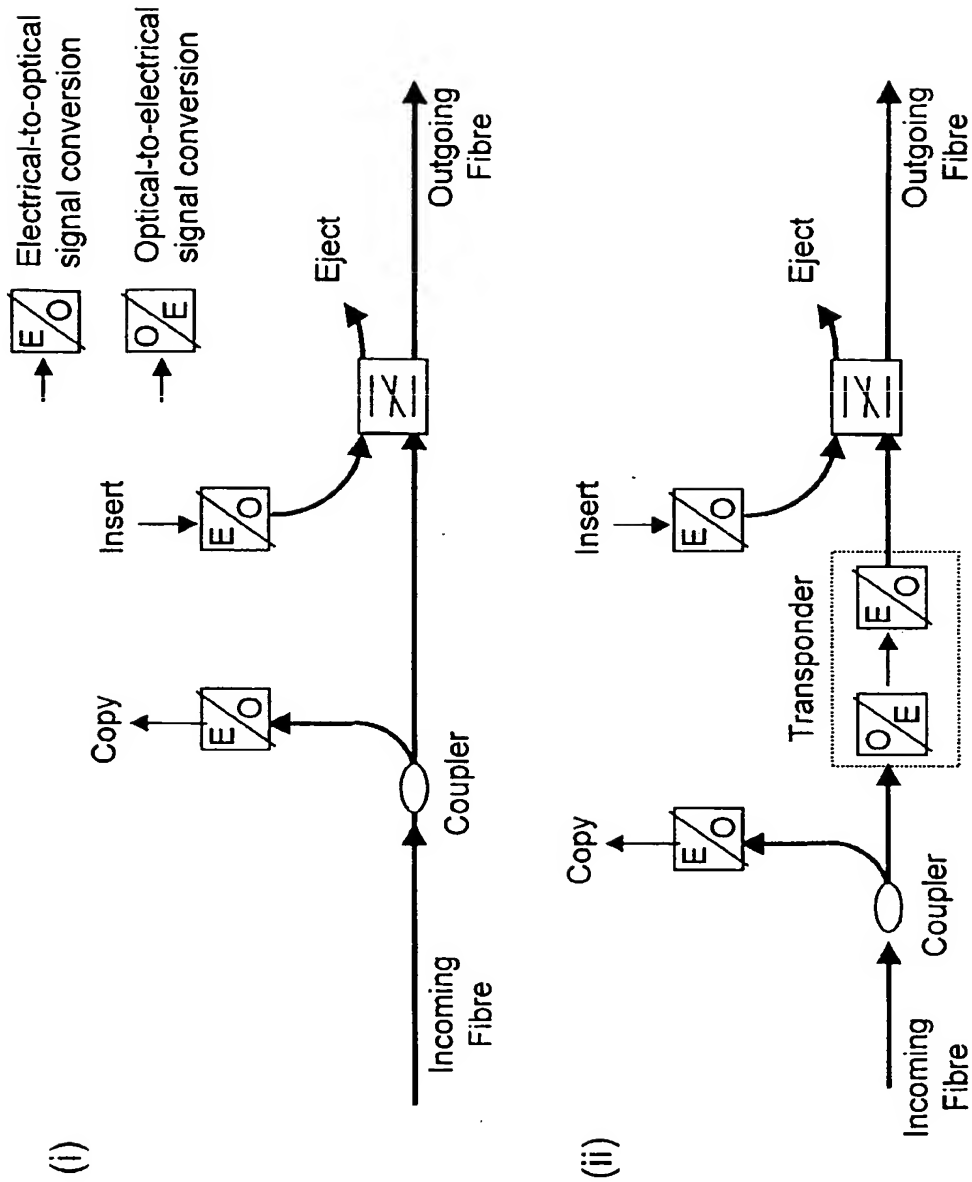 (i)
E
O
Electrical-to-optical
signal conversion
O
E
Optical-to-electrical
signal conversion
Copy
E
O
Insert
E
O
Eject
Incoming
Fibre
Coupler
Outgoing
Fibre
(ii)
Copy
E
O
Transponder
O
E
E
O
Insert
E
O
Eject
Incoming
Fibre
Coupler
Outgoing
Fibre